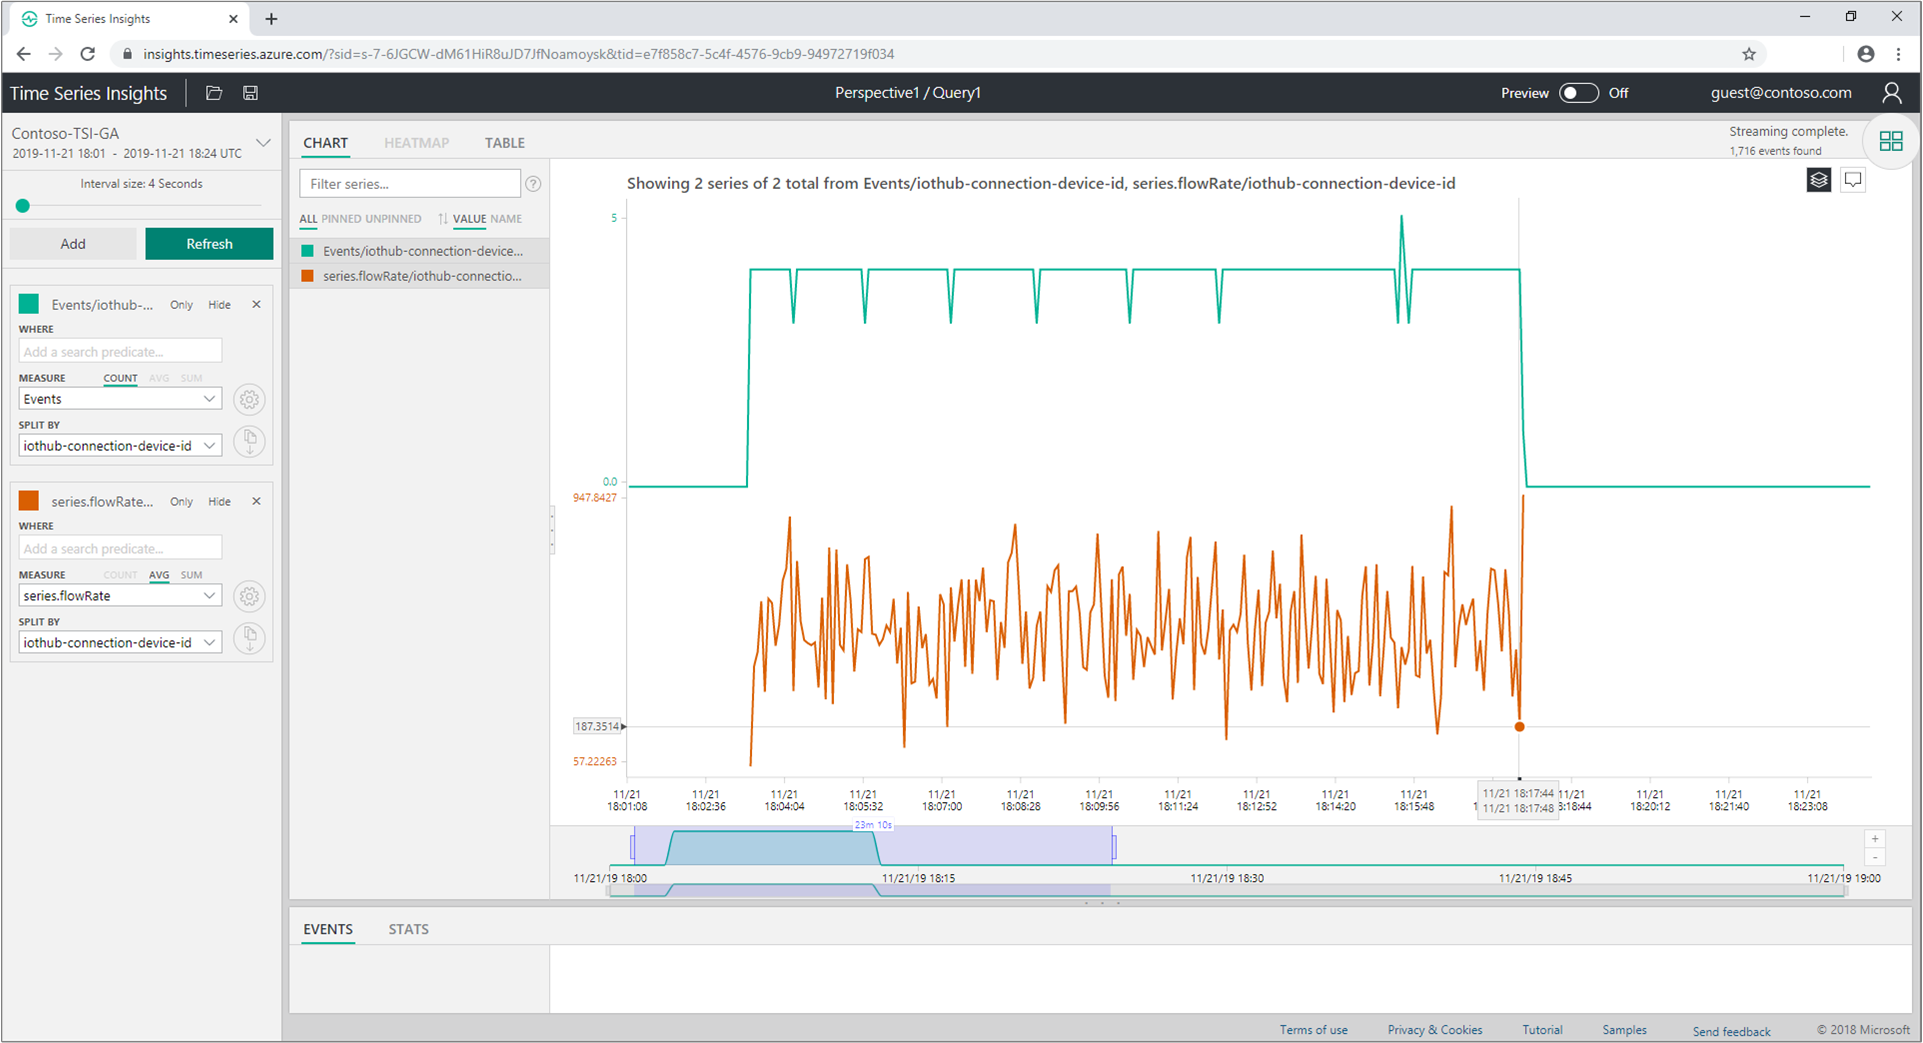 Time Series Insights
insights.timeseries.azure.com/?sid=s-7-6JGCW-dM61HiR8uJD7JfNoamoysk&tid=e7f858c7-5c4f-4576-9cb9-94972719f034
Time Series Insights
Perspective1 / Query1
Preview Off
guest@contoso.com
Contoso-TSI-GA
2019-11-21 18:01 - 2019-11-21 18:24 UTC
Interval size: 4 Seconds
Add Refresh
Events/iothub-... Only Hide
WHERE
Add a search predicate...
MEASURE COUNT AVG SUM
Events
SPLIT BY
iothub-connection-device-id
series.flowRate... Only Hide
WHERE
Add a search predicate...
MEASURE COUNT AVG SUM
series.flowRate
SPLIT BY
iothub-connection-device-id
CHART HEATMAP TABLE
Streaming complete.
1,716 events found
Filter series...
?
ALL PINNED UNPINNED VALUE NAME
Events/iothub-connection-device...
series.flowRate/iothub-connectio...
Showing 2 series of 2 total from Events/iothub-connection-device-id, series.flowRate/iothub-connection-device-id
5
0.0
947.8427
187.3514
57.22263
11/21 11/21 11/21 11/21 11/21 11/21 11/21 11/21 11/21 11/21 11/21 11/21 18:17:44 11/21 11/21 11/21 11/21
18:01:08 18:02:36 18:04:04 18:05:32 18:07:00 18:08:28 18:09:56 18:11:24 18:12:52 18:14:20 18:15:48 11/21 18:17:48 18:18:44 18:20:12 18:21:40 18:23:08
23m 10s
+
-
11/21/19 18:00 11/21/19 18:15 11/21/19 18:30 11/21/19 18:45 11/21/19 19:00
EVENTS STATS
Terms of use Privacy & Cookies Tutorial Samples Send feedback © 2018 Microsoft